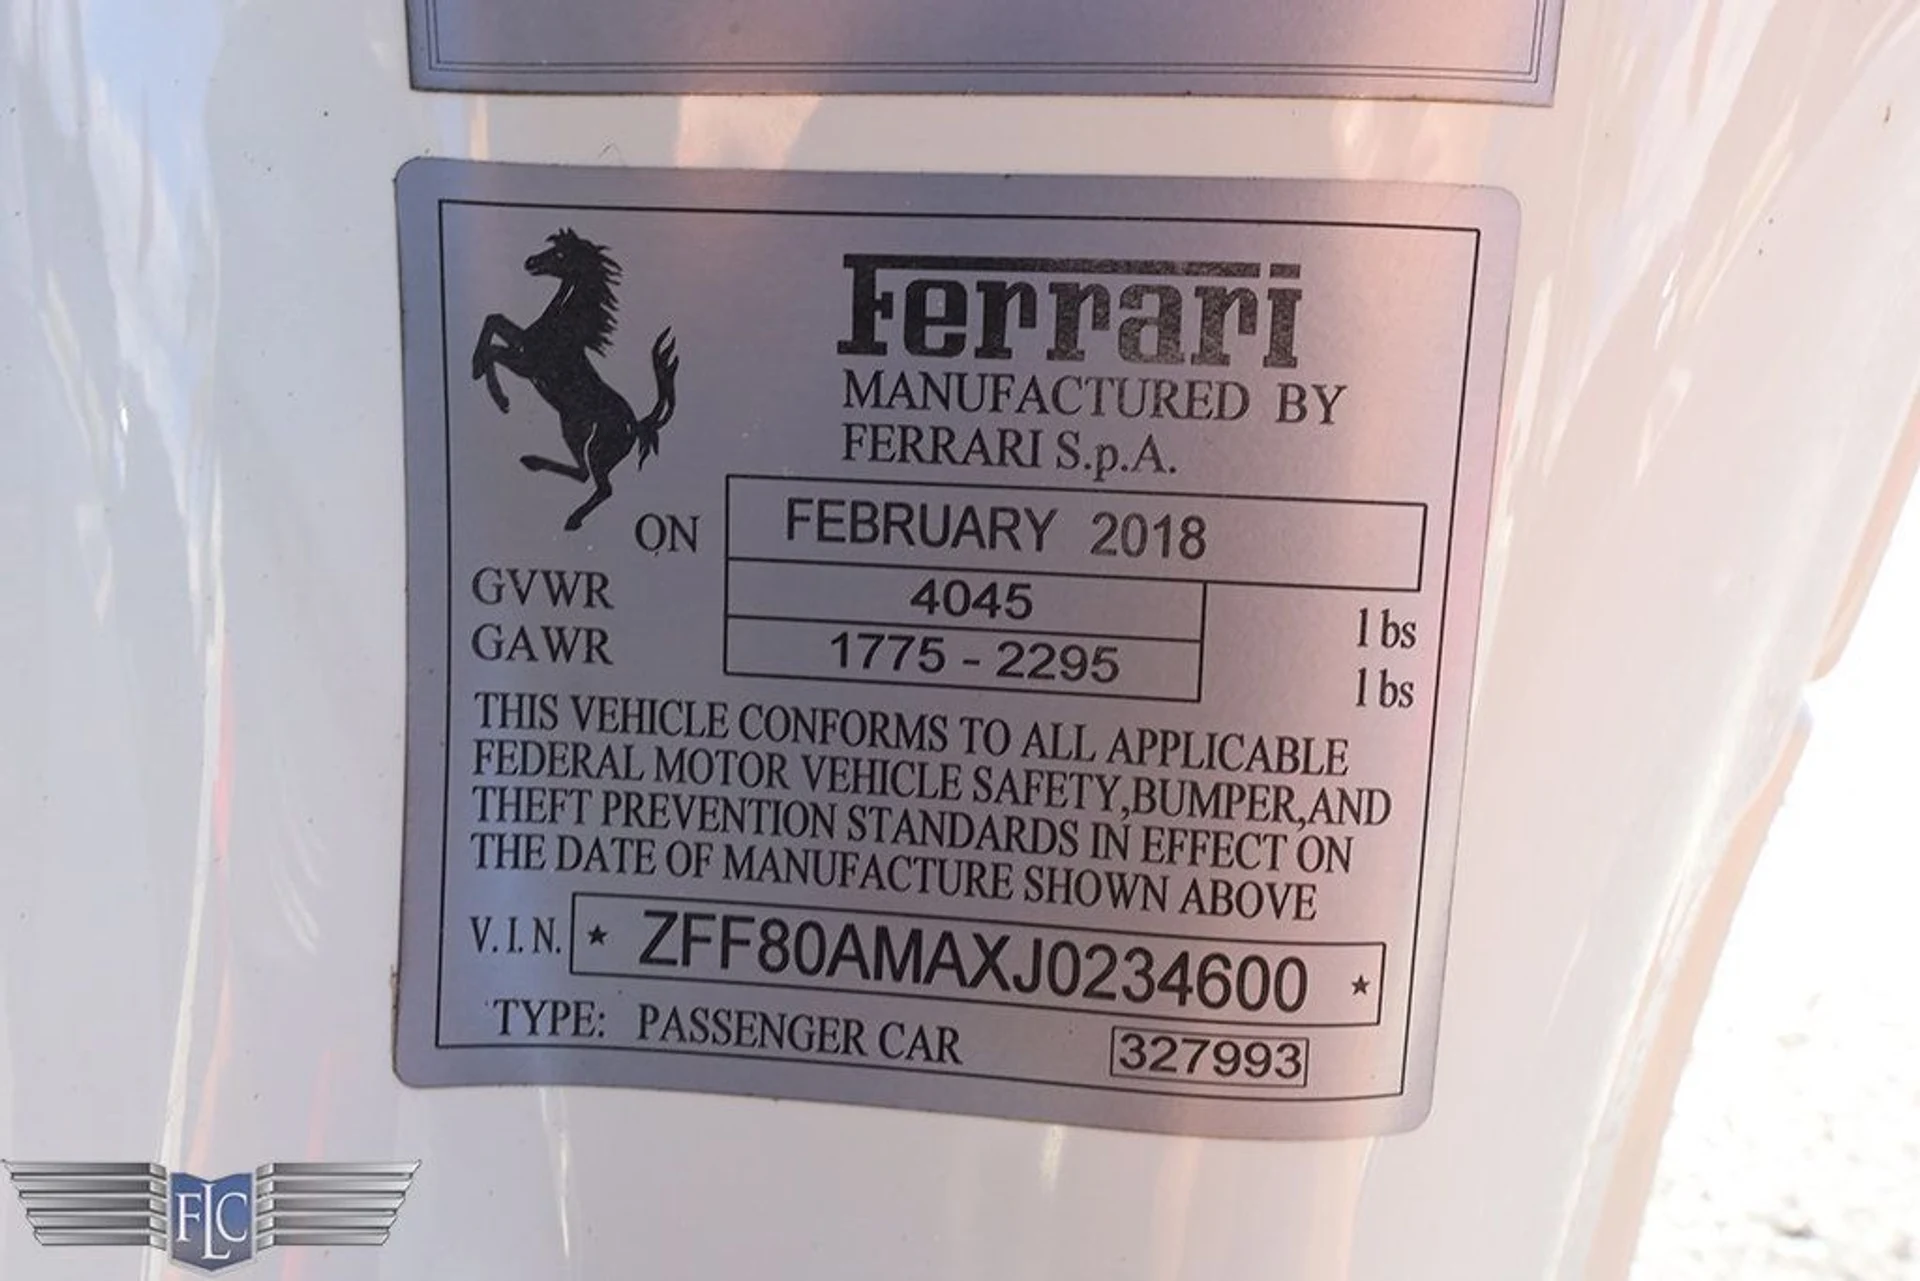 Ferrari
MANUFACTURED BY
FERRARI S.p.A.
ON FEBRUARY 2018
GVWR 4045 lbs
GAWR 1775 - 2295 lbs
THIS VEHICLE CONFORMS TO ALL APPLICABLE
FEDERAL MOTOR VEHICLE SAFETY,BUMPER,AND
THEFT PREVENTION STANDARDS IN EFFECT ON
THE DATE OF MANUFACTURE SHOWN ABOVE
V.I.N. * ZFF80AMAXJ0234600 *
TYPE: PASSENGER CAR 327993
FLC